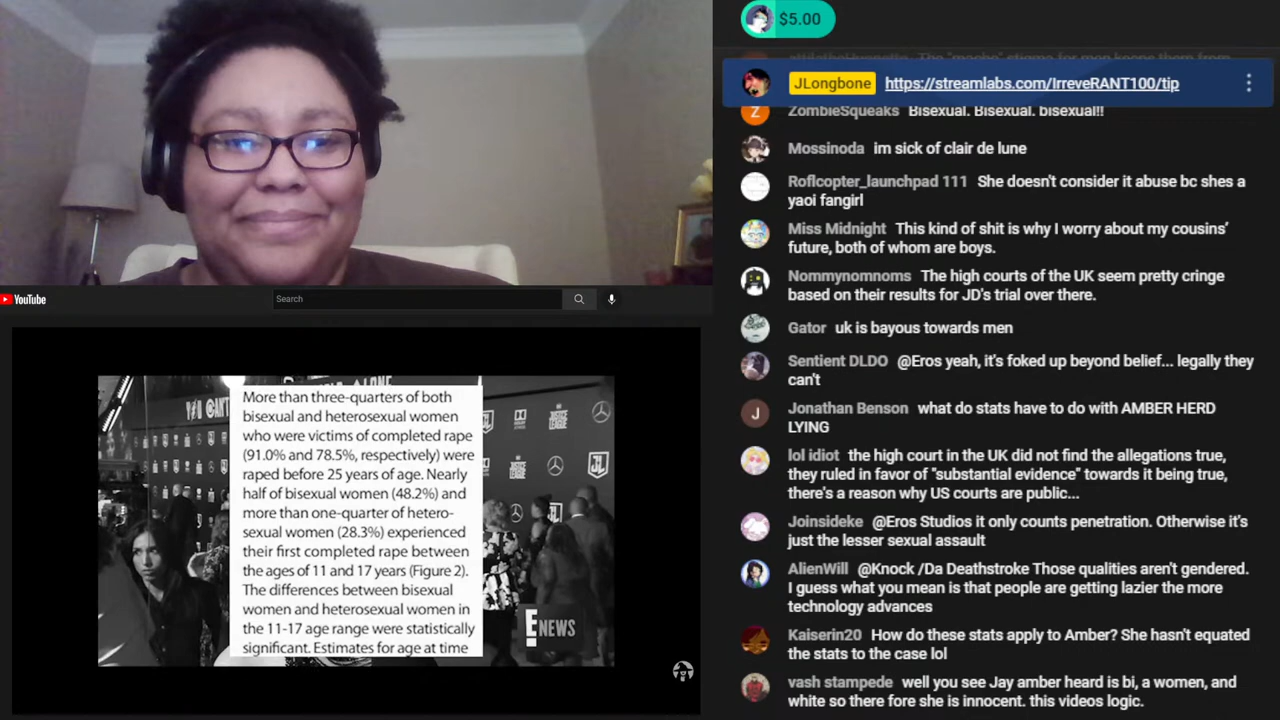 $5.00
JLongbone https://streamlabs.com/IrreveRANT100/tip
ZombieSqueaks Bisexual. Bisexual. bisexual!!
Mossinoda im sick of clair de lune
Roflcopter_launchpad 111 She doesn't consider it abuse bc shes a
yaoi fangirl
Miss Midnight This kind of shit is why I worry about my cousins'
future, both of whom are boys.
Nommynomnoms The high courts of the UK seem pretty cringe
based on their results for JD's trial over there.
Gator uk is bayous towards men
Sentient DLDO @Eros yeah, it's foked up beyond belief... legally they
can't
Jonathan Benson what do stats have to do with AMBER HERD
LYING
lol idiot the high court in the UK did not find the allegations true,
they ruled in favor of "substantial evidence" towards it being true,
there's a reason why US courts are public...
Joinsideke @Eros Studios it only counts penetration. Otherwise it's
just the lesser sexual assault
AlienWill @Knock /Da Deathstroke Those qualities aren't gendered.
I guess what you mean is that people are getting lazier the more
technology advances
Kaiserin20 How do these stats apply to Amber? She hasn't equated
the stats to the case lol
vash stampede well you see Jay amber heard is bi, a women, and
white so there fore she is innocent. this videos logic.
YouTube
Search
More than three-quarters of both
bisexual and heterosexual women
who were victims of completed rape
(91.0% and 78.5%, respectively) were
raped before 25 years of age. Nearly
half of bisexual women (48.2%) and
more than one-quarter of hetero-
sexual women (28.3%) experienced
their first completed rape between
the ages of 11 and 17 years (Figure 2).
The differences between bisexual
women and heterosexual women in
the 11-17 age range were statistically
significant. Estimates for age at time
E NEWS
JUSTICE
LEAGUE
JL